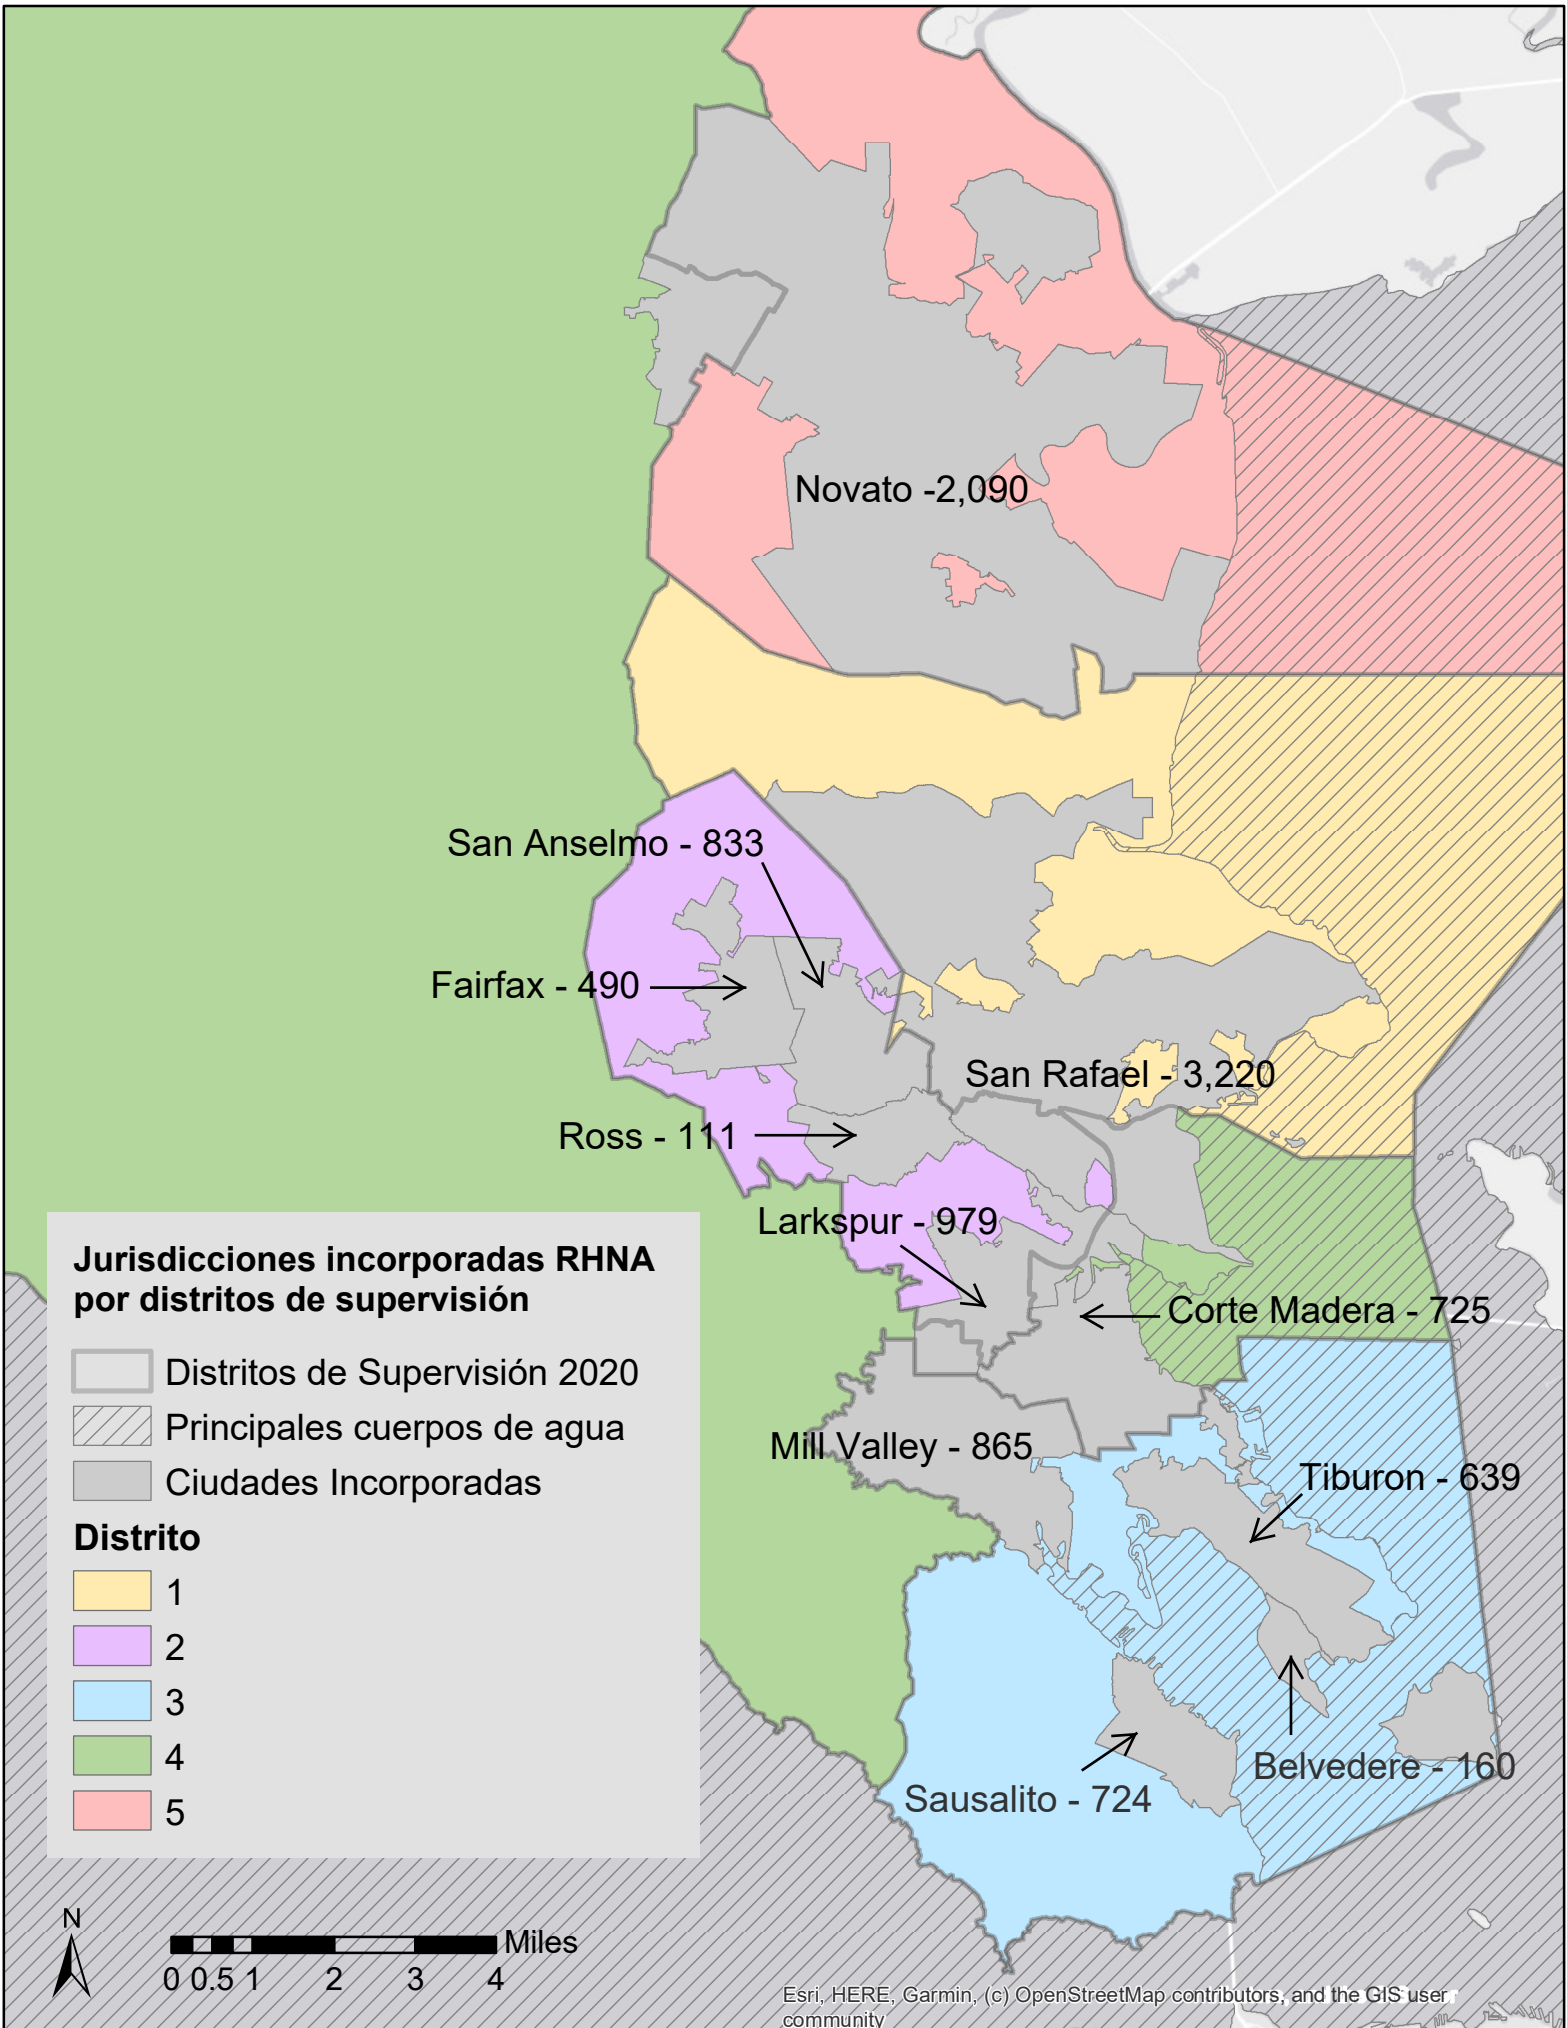 Novato -2,090
San Anselmo - 833
Fairfax - 490
San Rafael - 3,220
Ross - 111
Larkspur - 979
Corte Madera - 725
Mill Valley - 865
Tiburon - 639
Belvedere - 160
Sausalito - 724
Jurisdicciones incorporadas RHNA
por distritos de supervisión
Distritos de Supervisión 2020
Principales cuerpos de agua
Ciudades Incorporadas
Distrito
1
2
3
4
5
N
Miles
0 0.5 1 2 3 4
Esri, HERE, Garmin, (c) OpenStreetMap contributors, and the GIS user
community